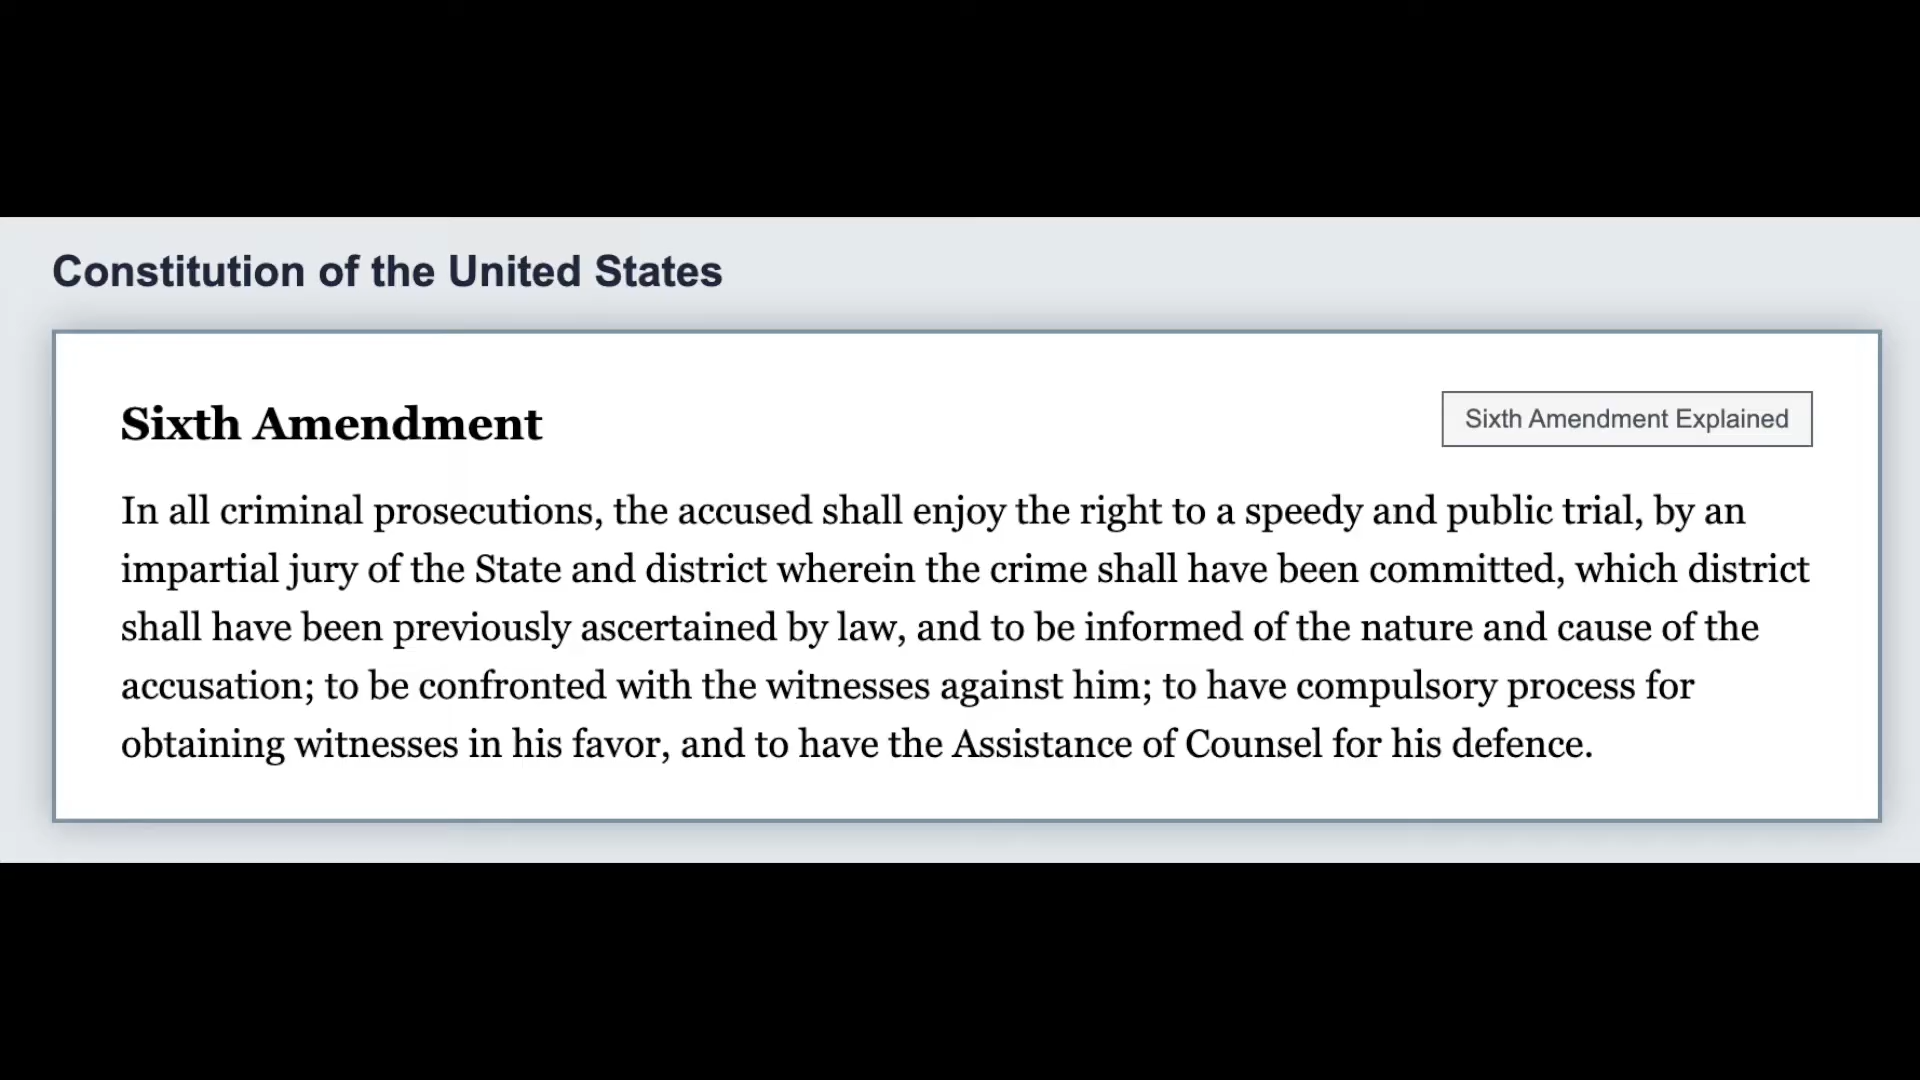 Constitution of the United States
Sixth Amendment
Sixth Amendment Explained
In all criminal prosecutions, the accused shall enjoy the right to a speedy and public trial, by an
impartial jury of the State and district wherein the crime shall have been committed, which district
shall have been previously ascertained by law, and to be informed of the nature and cause of the
accusation; to be confronted with the witnesses against him; to have compulsory process for
obtaining witnesses in his favor, and to have the Assistance of Counsel for his defence.